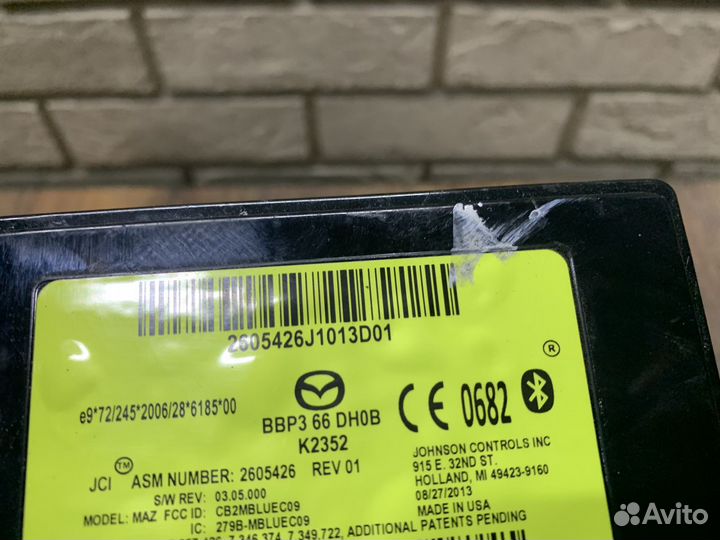 2605426J1013D01
®
e9*72/245*2006/28*6185*00
BBP3 66 DH0B
K2352
CE 0682
JCI™ ASM NUMBER: 2605426 REV 01
S/W REV: 03.05.000
MODEL: MAZ FCC ID: CB2MBLUEC09
IC: 279B-MBLUEC09
7,346,374, 7,349,722, ADDITIONAL PATENTS PENDING
JOHNSON CONTROLS INC
915 E. 32ND ST.
HOLLAND, MI 49423-9160
08/27/2013
MADE IN USA
Avito